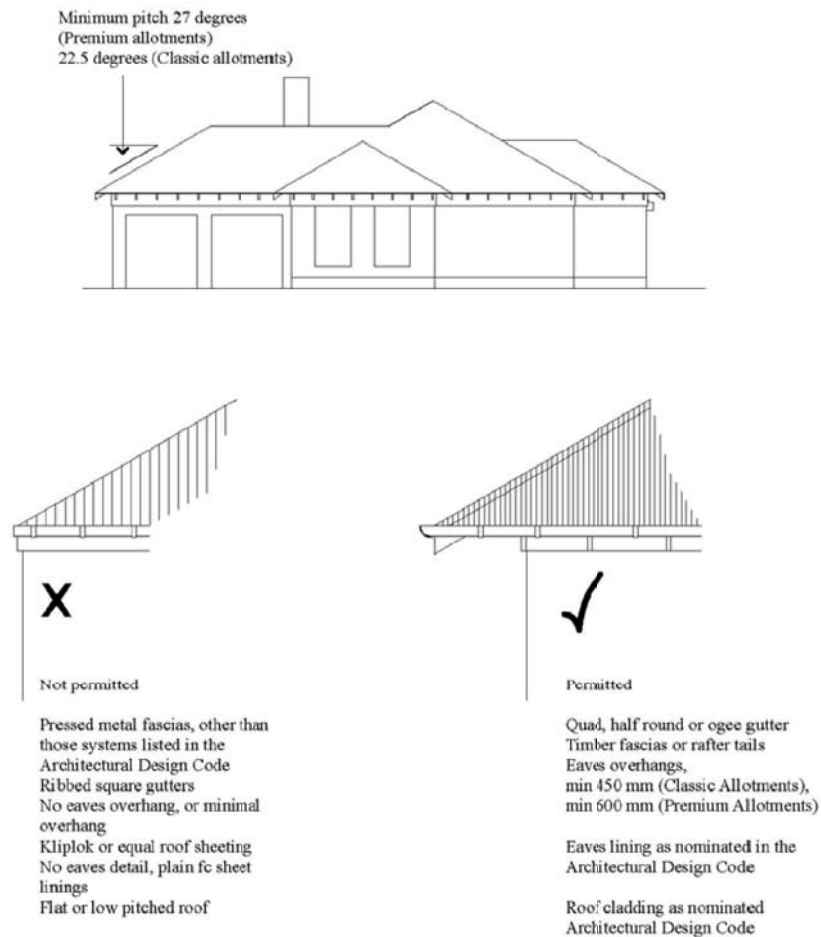 Minimum pitch 27 degrees
(Premium allotments)
22.5 degrees (Classic allotments)
X
Not permitted
Pressed metal fascias, other than
those systems listed in the
Architectural Design Code
Ribbed square gutters
No eaves overhang, or minimal
overhang
Kliplok or equal roof sheeting
No eaves detail, plain fc sheet
linings
Flat or low pitched roof
Permitted
Quad, half round or ogee gutter
Timber fascias or rafter tails
Eaves overhangs,
min 450 mm (Classic Allotments),
min 600 mm (Premium Allotments)
Eaves lining as nominated in the
Architectural Design Code
Roof cladding as nominated
Architectural Design Code